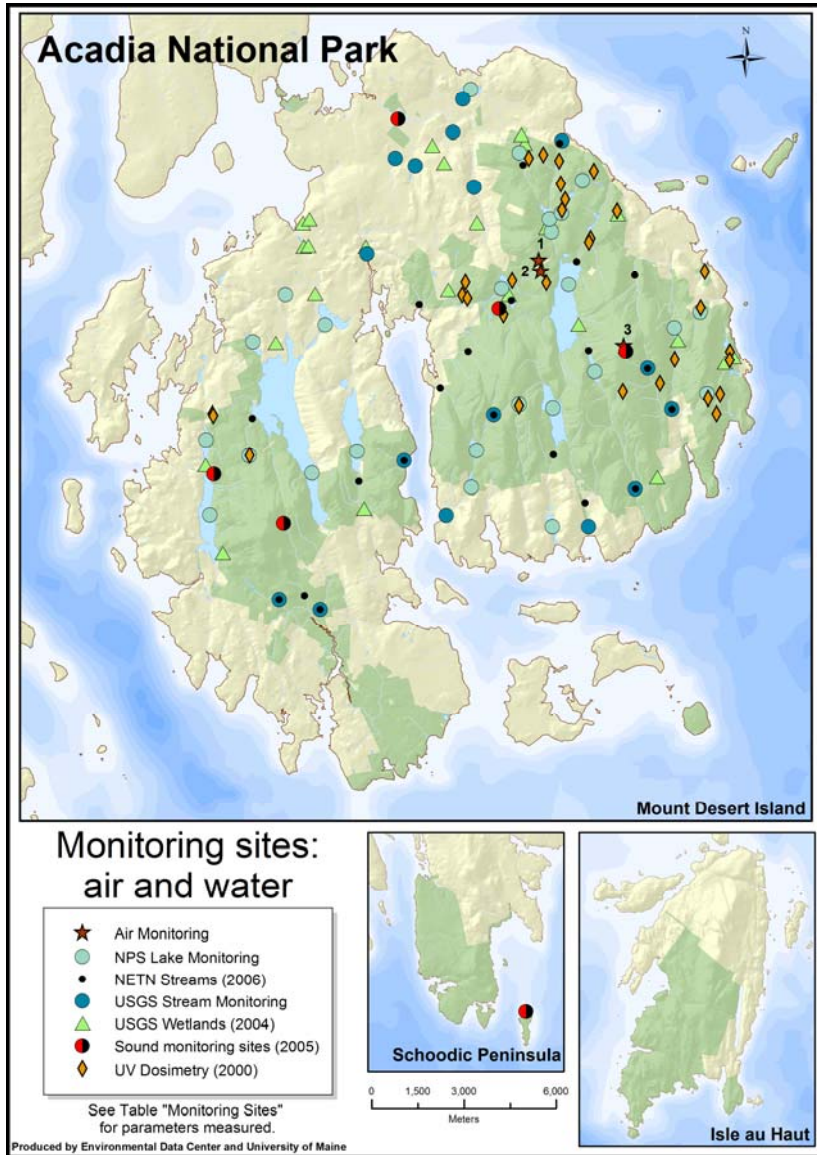 Acadia National Park
N
1
2
3
Mount Desert Island
Monitoring sites:
air and water
Air Monitoring
NPS Lake Monitoring
NETN Streams (2006)
USGS Stream Monitoring
USGS Wetlands (2004)
Sound monitoring sites (2005)
UV Dosimetry (2000)
See Table "Monitoring Sites"
for parameters measured.
Produced by Environmental Data Center and University of Maine
Schoodic Peninsula
0 1,500 3,000 6,000
Meters
Isle au Haut